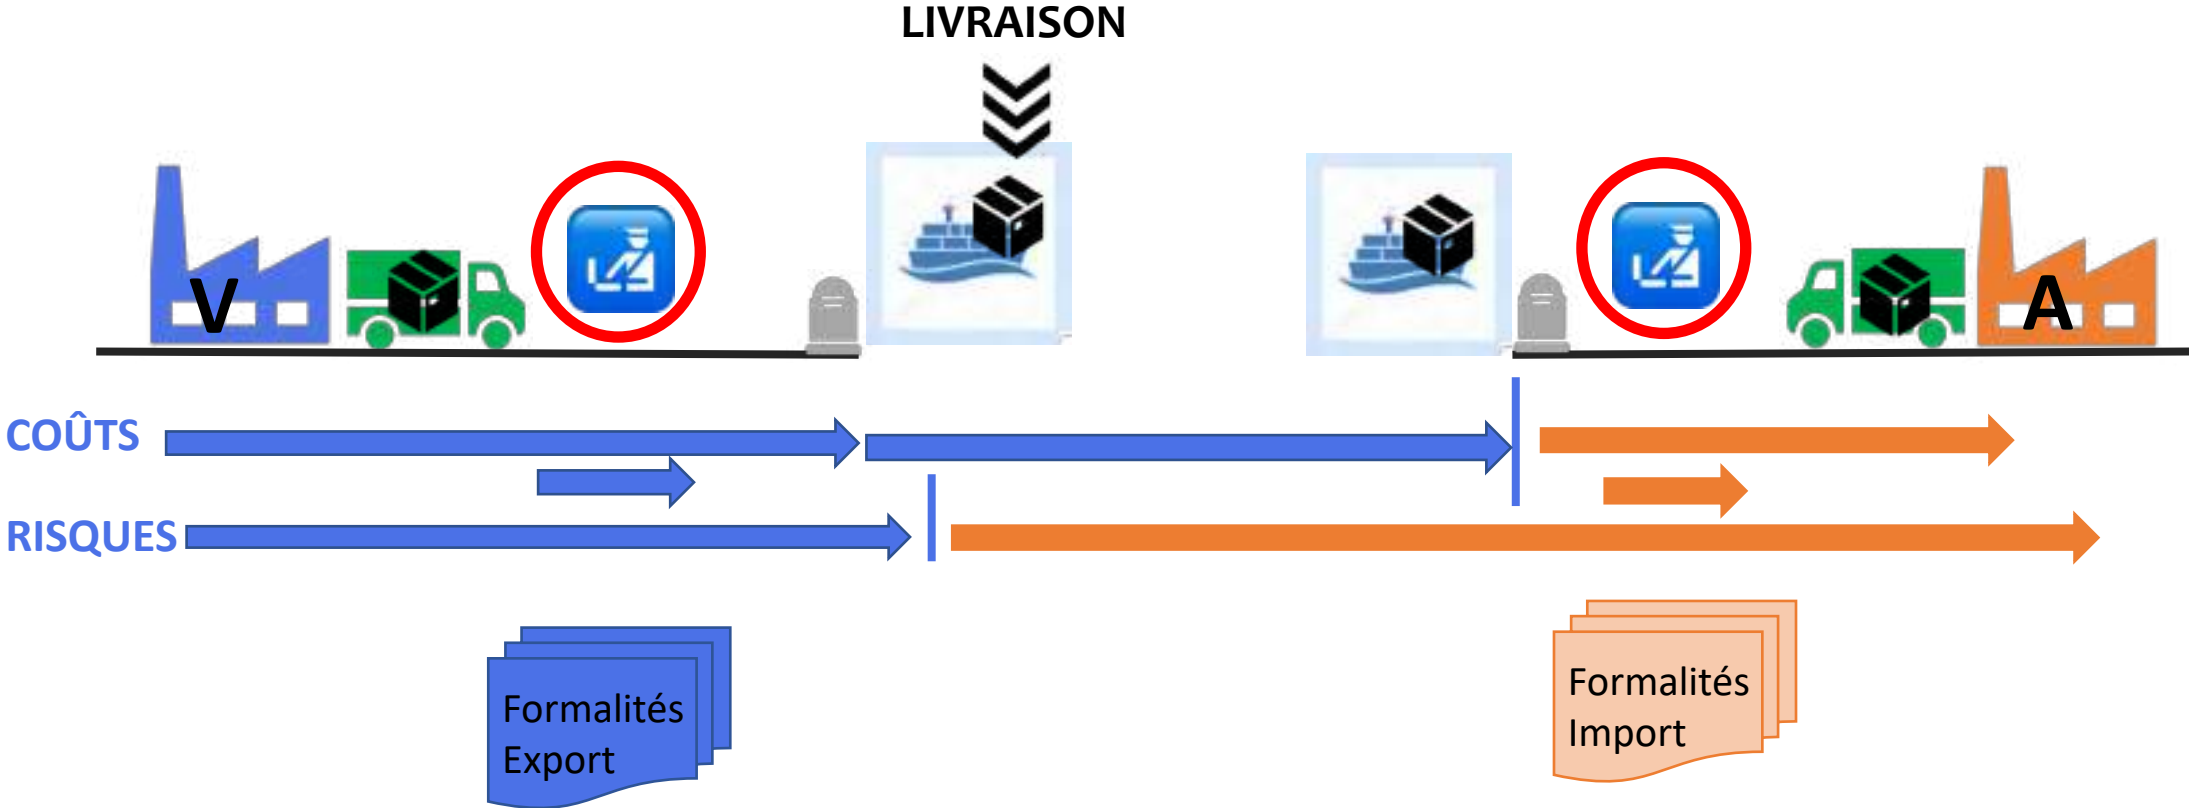 LIVRAISON
V
A
COÛTS
RISQUES
Formalités
Export
Formalités
Import